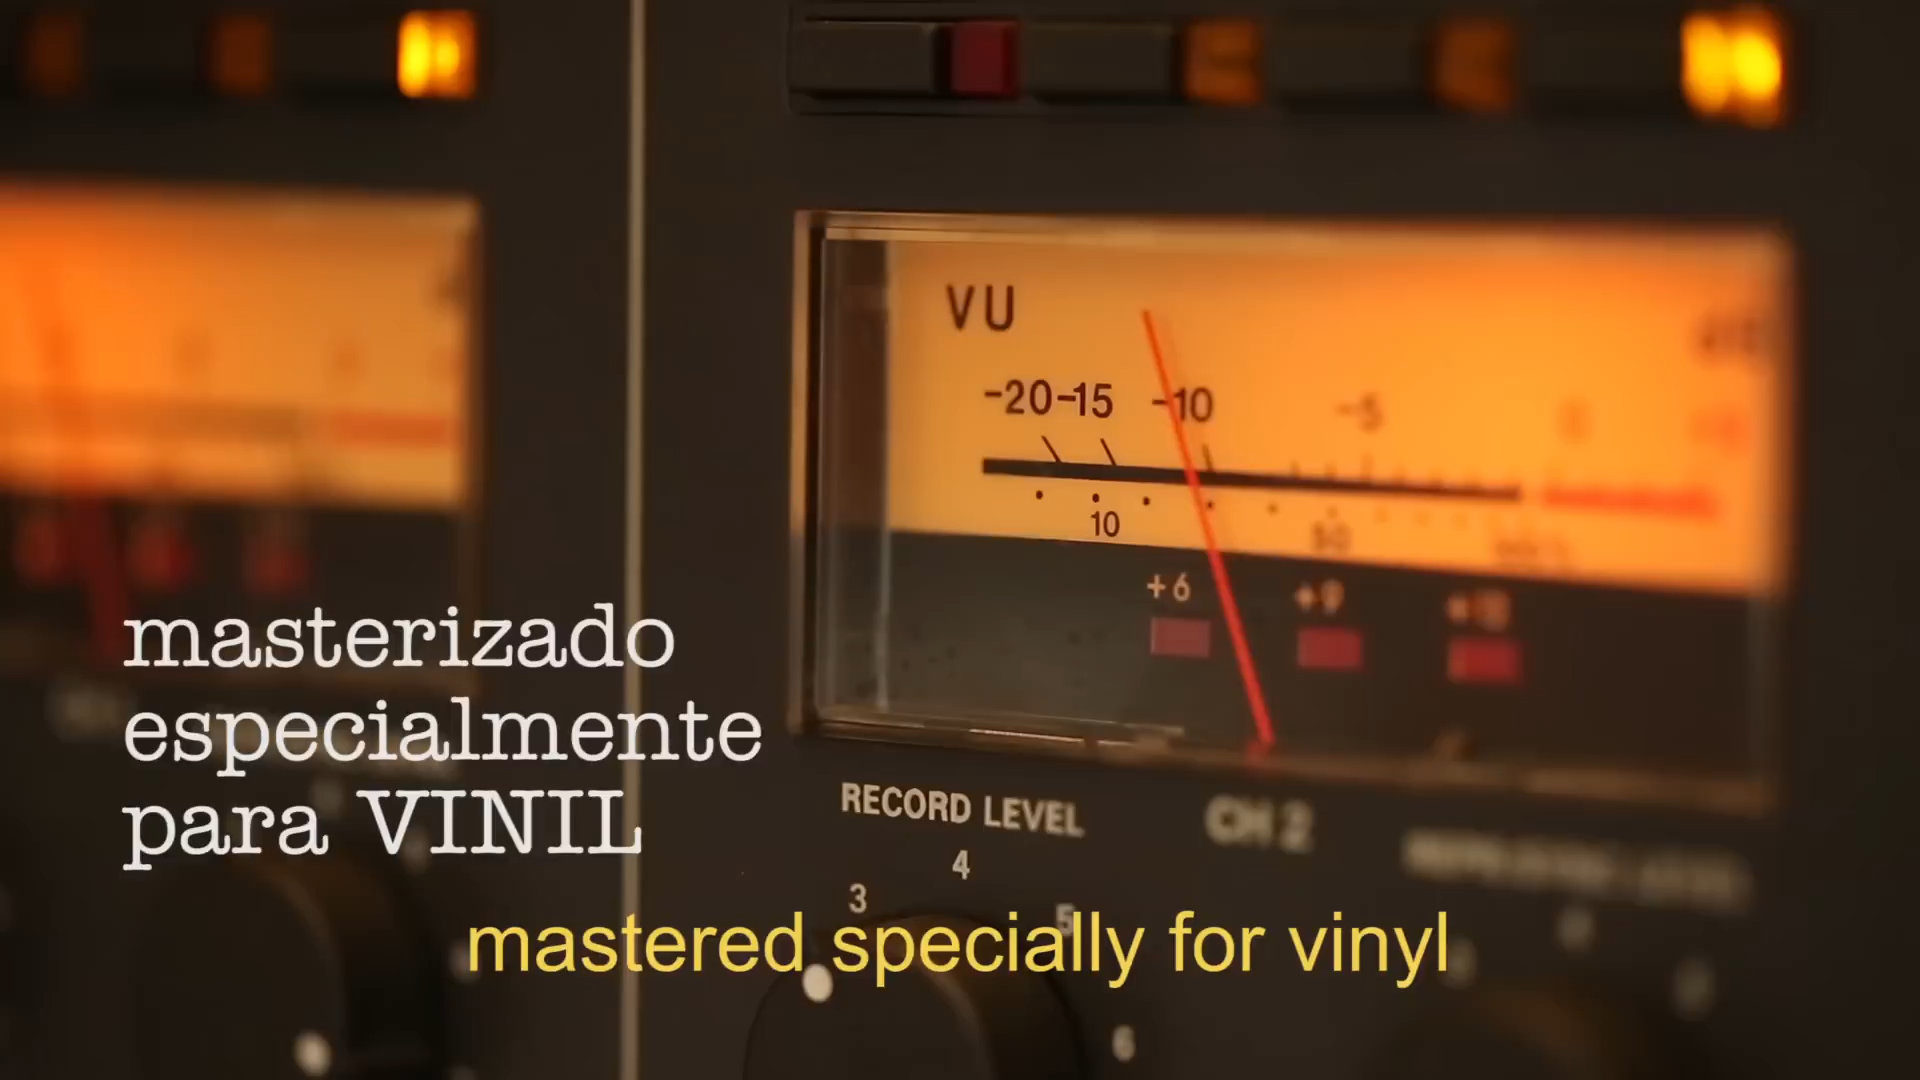 VU
-20-15 -10 -5
10 50
+6 +9
masterizado
especialmente
para VINIL
RECORD LEVEL CH 2
4
3 5
mastered specially for vinyl
6